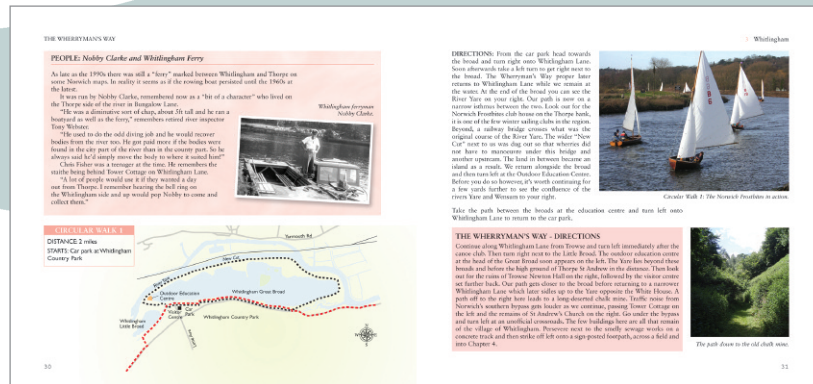 THE WHERRYMAN'S WAY
PEOPLE: Nobby Clarke and Whitlingham Ferry
As late as the 1990s there was still a "ferry" marked between Whitlingham and Thorpe on
some Norwich maps. In reality it seems as if the rowing boat persisted until the 1960s at
the latest.
It was run by Nobby Clarke, remembered now as a "bit of a character" who lived on
the Thorpe side of the river in Bungalow Lane.
"He was a diminutive sort of chap, about 5ft tall and he ran a
boatyard as well as the ferry," remembers retired river inspector
Tony Webster.
"He used to do the odd diving job and he would recover
bodies from the river too. He got paid more if the bodies were
found in the city part of the river than in the county part. So he
always said he'd simply move the body to where it suited him!"
Chris Fisher was a teenager at the time. He remembers the
staithe being behind Tower Cottage on Whitlingham Lane.
"A lot of people would use it if they wanted a day
out from Thorpe. I remember hearing the bell ring on
the Whitlingham side and up would pop Nobby to come and
collect them."
Whitlingham ferryman
Nobby Clarke.
CIRCULAR WALK 1
DISTANCE: 2 miles
STARTS: Car park at Whitlingham
Country Park
Yarmouth Rd
New Cut
Outdoor Education
Centre
Whitlingham Great Broad
Visitor
Centre
Car
Park
Whitlingham Country Park
Whitlingham
Little Broad
30
Whitlingham
DIRECTIONS: From the car park head towards
the broad and turn right onto Whitlingham Lane.
Soon afterwards take a left turn to get right next to
the broad. The Wherryman's Way proper later
returns to Whitlingham Lane while we remain at
the water. At the end of the broad you can see the
River Yare on your right. Our path is now on a
narrow isthmus between the two. Look out for the
Norwich Frostbites club house on the Thorpe bank,
it is one of the few winter sailing clubs in the region.
Beyond, a railway bridge crosses what was the
original course of the River Yare. The wider "New
Cut" next to us was dug out so that wherries did
not have to manoeuvre under this bridge and
another upstream. The land in between became an
island as a result. We return alongside the broad
and then turn left at the Outdoor Education Centre.
Before you do so however, it's worth continuing for
a few yards further to see the confluence of the
rivers Yare and Wensum to your right.
Circular Walk 1: The Norwich Frostbites in action.
Take the path between the broads at the education centre and turn left onto
Whitlingham Lane to return to the car park.
THE WHERRYMAN'S WAY - DIRECTIONS
Continue along Whitlingham Lane from Trowse and turn left immediately after the
canoe club. Then turn right next to the Little Broad. The outdoor education centre
at the head of the Great Broad soon appears on the left. The Yare lies beyond these
broads and before the high ground of Thorpe St Andrew in the distance. Then look
out for the ruins of Trowse Newton Hall on the right, followed by the visitor centre
set further back. Our path gets closer to the broad before returning to a narrower
Whitlingham Lane which later sidles up to the Yare opposite the White House. A
path off to the right here leads to a long-deserted chalk mine. Traffic noise from
Norwich's southern bypass gets louder as we continue, passing Tower Cottage on
the left and the remains of St Andrew's Church on the right. Go under the bypass
and turn left at an unofficial crossroads. The few buildings here are all that remain
of the village of Whitlingham. Persevere next to the smelly sewage works on a
concrete track and then strike off left onto a sign-posted footpath, across a field and
into Chapter 4.
The path down to the old chalk mine.
31